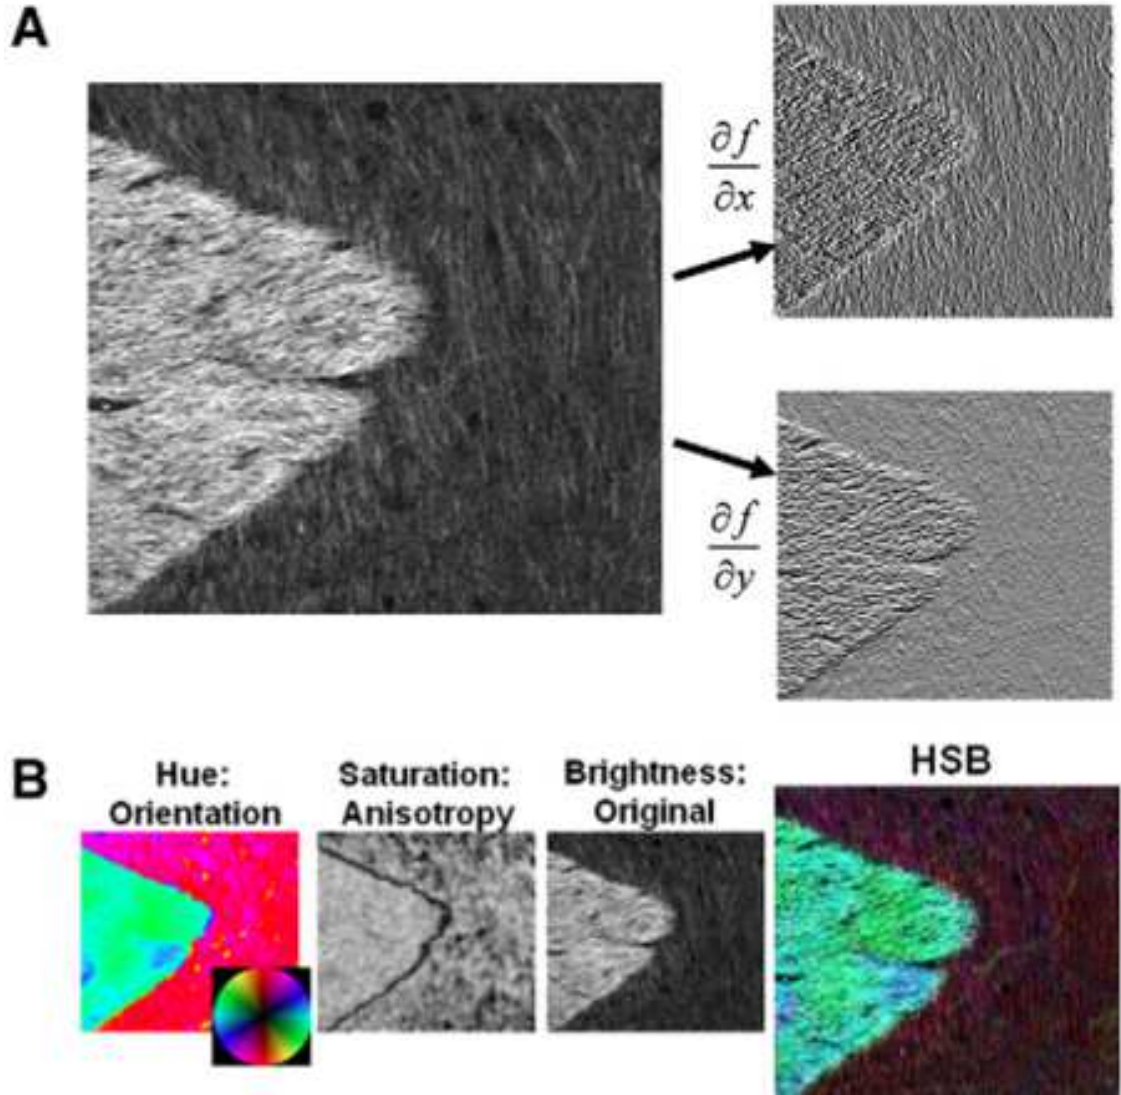 A
∂f
∂x
∂f
∂y
B
Hue:
Orientation
Saturation:
Anisotropy
Brightness:
Original
HSB